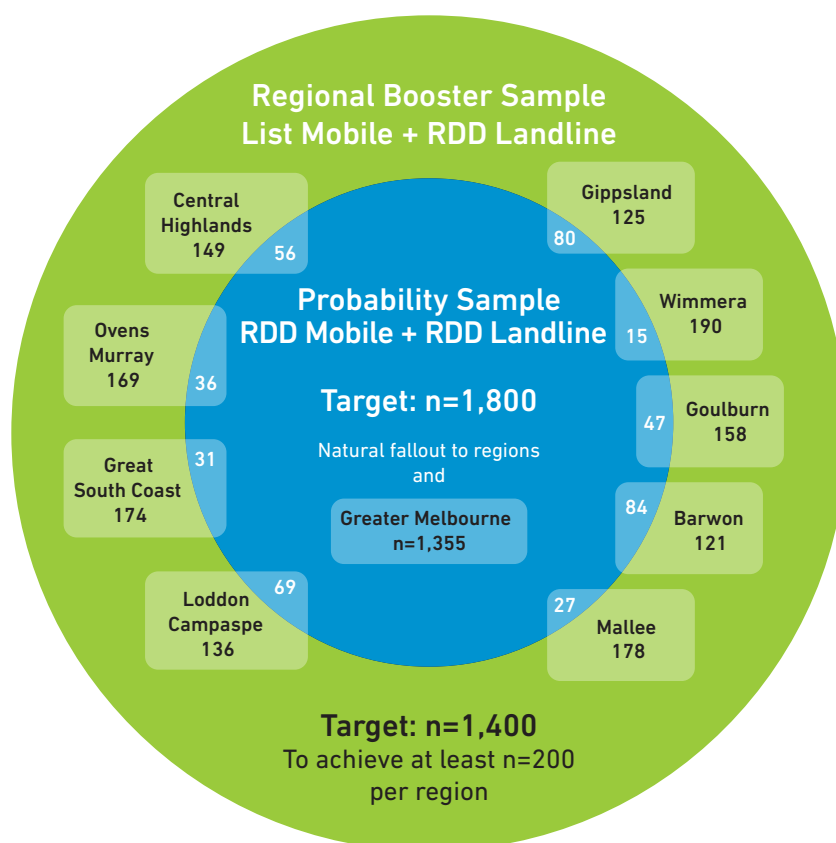 Regional Booster Sample
List Mobile + RDD Landline
Central
Highlands
149
56
Gippsland
125
80
Probability Sample
RDD Mobile + RDD Landline
Wimmera
190
15
Ovens
Murray
169
36
Target: n=1,800
Goulburn
158
47
Natural fallout to regions
and
Great
South Coast
174
31
Greater Melbourne
n=1,355
Barwon
121
84
Loddon
Campaspe
136
69
Mallee
178
27
Target: n=1,400
To achieve at least n=200
per region